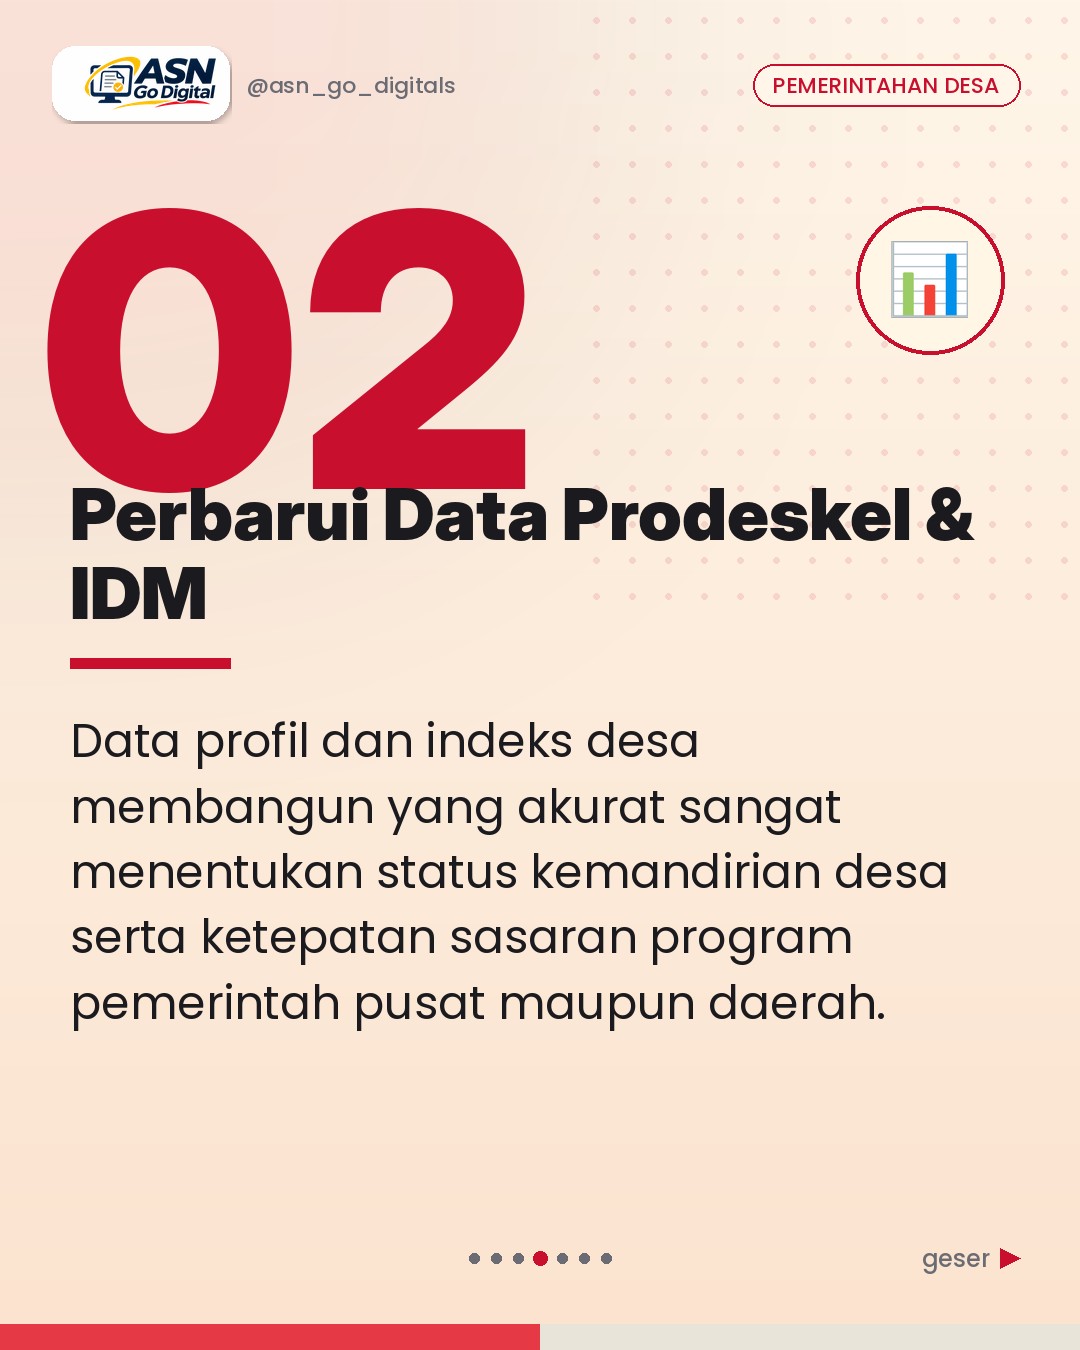 ASN
Go Digital
@asn_go_digitals
PEMERINTAHAN DESA
02
Perbarui Data Prodeskel &
IDM
Data profil dan indeks desa
membangun yang akurat sangat
menentukan status kemandirian desa
serta ketepatan sasaran program
pemerintah pusat maupun daerah.
geser